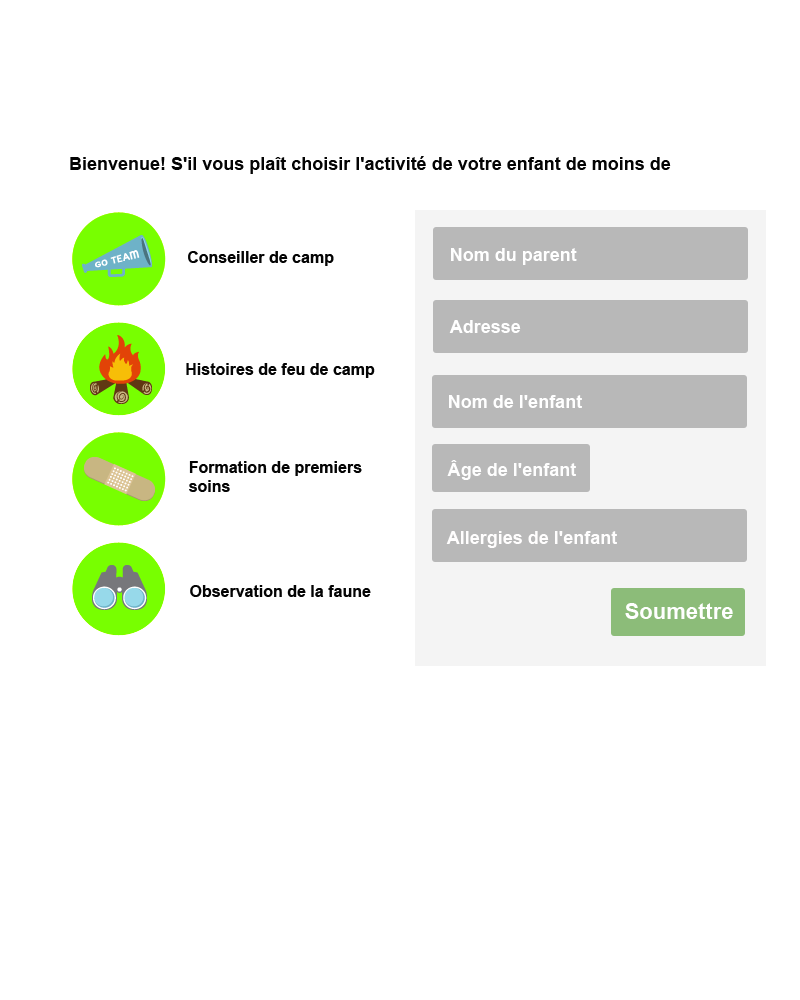 Bienvenue! S'il vous plaît choisir l'activité de votre enfant de moins de
GO TEAM
Conseiller de camp
Histoires de feu de camp
Formation de premiers
soins
Observation de la faune
Nom du parent
Adresse
Nom de l'enfant
Âge de l'enfant
Allergies de l'enfant
Soumettre